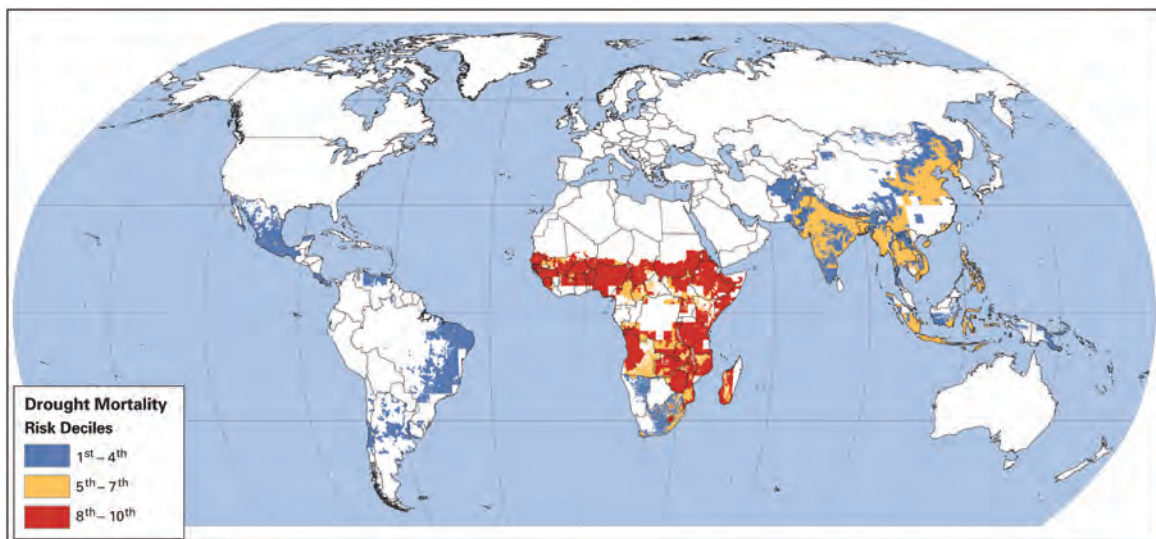 Drought Mortality
Risk Deciles
1st – 4th
5th – 7th
8th – 10th